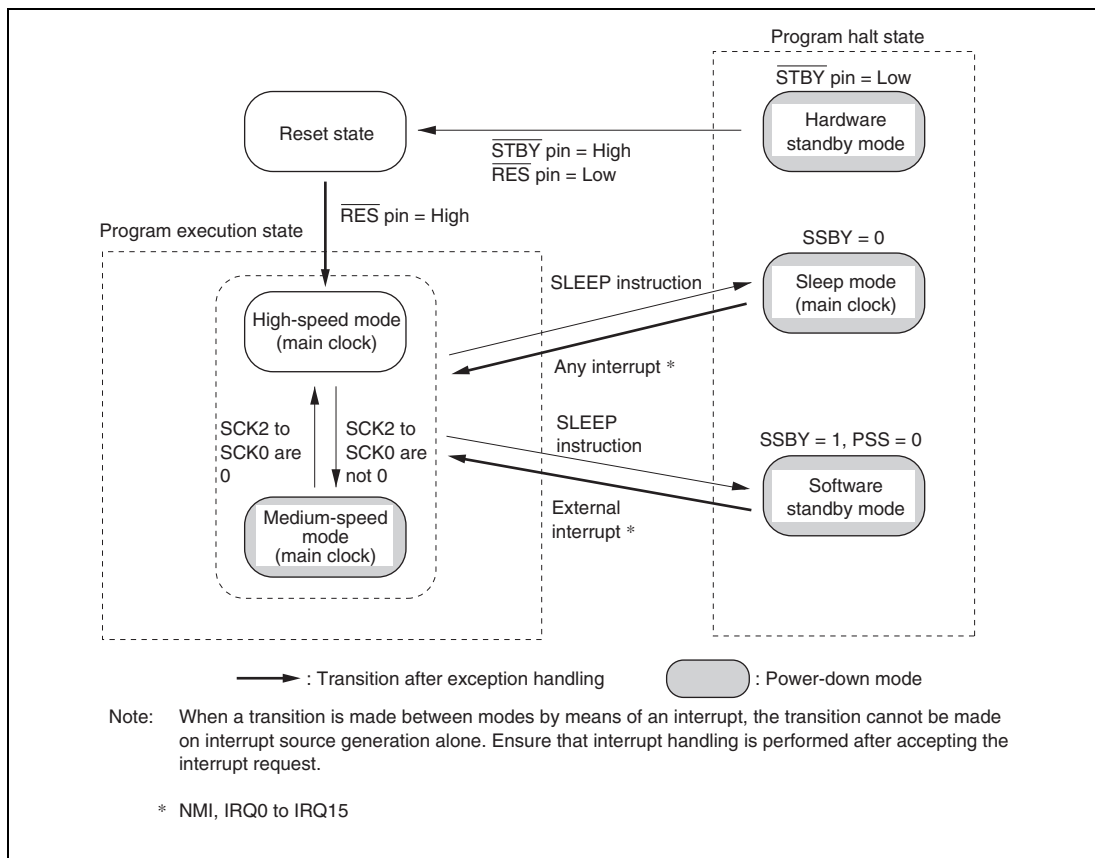 Program halt state
STBY pin = Low
Hardware
standby mode
Reset state
STBY pin = High
RES pin = Low
RES pin = High
Program execution state
SSBY = 0
SLEEP instruction
Sleep mode
(main clock)
High-speed mode
(main clock)
Any interrupt *
SCK2 to
SCK0 are
0
SCK2 to
SCK0 are
not 0
SLEEP
instruction
SSBY = 1, PSS = 0
Software
standby mode
External
interrupt *
Medium-speed
mode
(main clock)
: Transition after exception handling
: Power-down mode
Note: When a transition is made between modes by means of an interrupt, the transition cannot be made
on interrupt source generation alone. Ensure that interrupt handling is performed after accepting the
interrupt request.
* NMI, IRQ0 to IRQ15